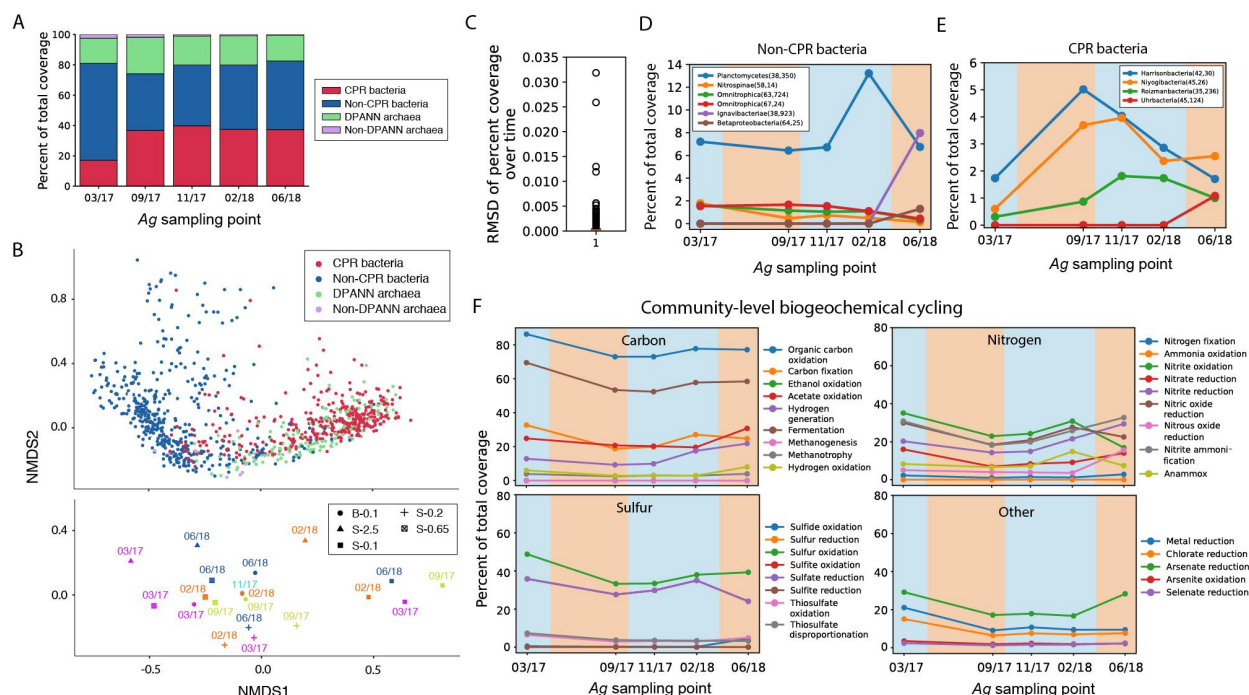 A
Percent of total coverage
100
80
60
40
20
0
03/17 09/17 11/17 02/18 06/18
Ag sampling point
CPR bacteria
Non-CPR bacteria
DPANN archaea
Non-DPANN archaea
B
NMDS2
0.8
0.4
0.0
CPR bacteria
Non-CPR bacteria
DPANN archaea
Non-DPANN archaea
0.4
0.0
B-0.1 S-0.2
S-2.5 S-0.65
S-0.1
02/18
06/18
03/17
06/18
06/18
11/17
02/18
03/17
02/18
03/17
09/17
09/17
06/18
09/17
02/18
03/17
06/18
02/18
03/17
09/17
-0.5 0.0 0.5
NMDS1
C
RMSD of percent coverage
over time
0.035
0.030
0.025
0.020
0.015
0.010
0.005
0.000
1
D
Non-CPR bacteria
Percent of total coverage
14
12
10
8
6
4
2
0
Planctomycetes(38,350)
Nitrospinae(58,14)
Omnitrophica(33,724)
Omnitrophica(67,24)
Ignavibacteriae(38,923)
Betaproteobacteria(64,25)
03/17 09/17 11/17 02/18 06/18
Ag sampling point
E
CPR bacteria
Percent of total coverage
6
5
4
3
2
1
0
Harrisonbacteria(42,30)
Niyogibacteria(45,26)
Roizmanbacteria(35,236)
Uhrbacteria(45,124)
03/17 09/17 11/17 02/18 06/18
Ag sampling point
F
Community-level biogeochemical cycling
Percent of total coverage
Carbon
80
60
40
20
0
Organic carbon
oxidation
Carbon fixation
Ethanol oxidation
Acetate oxidation
Hydrogen
generation
Fermentation
Methanogenesis
Methanotrophy
Hydrogen oxidation
Nitrogen
80
60
40
20
0
Nitrogen fixation
Ammonia oxidation
Nitrite oxidation
Nitrate reduction
Nitrite reduction
Nitric oxide
reduction
Nitrous oxide
reduction
Nitrite ammoni-
fication
Anammox
Sulfur
80
60
40
20
0
Sulfide oxidation
Sulfur reduction
Sulfur oxidation
Sulfite oxidation
Sulfate reduction
Sulfite reduction
Thiosulfate
oxidation
Thiosulfate
disproportionation
03/17 09/17 11/17 02/18 06/18
Ag sampling point
Other
80
60
40
20
0
Metal reduction
Chlorate reduction
Arsenate reduction
Arsenite oxidation
Selenate reduction
03/17 09/17 11/17 02/18 06/18
Ag sampling point